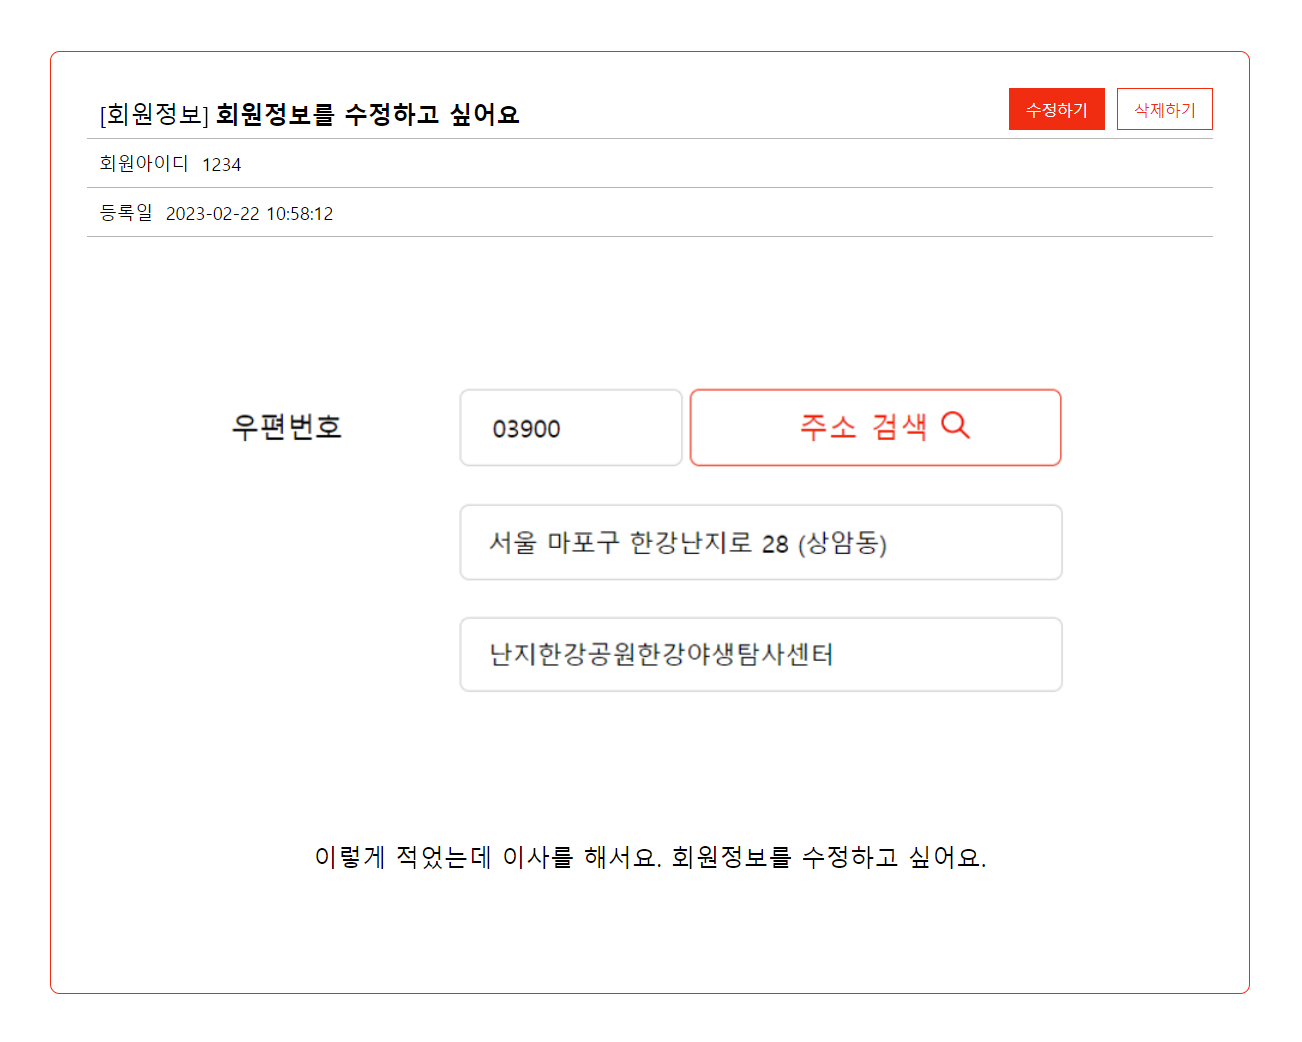 [회원정보] 회원정보를 수정하고 싶어요 수정하기 삭제하기
회원아이디 1234
등록일 2023-02-22 10:58:12
우편번호 03900 주소 검색
서울 마포구 한강난지로 28 (상암동)
난지한강공원한강야생탐사센터
이렇게 적었는데 이사를 해서요. 회원정보를 수정하고 싶어요.